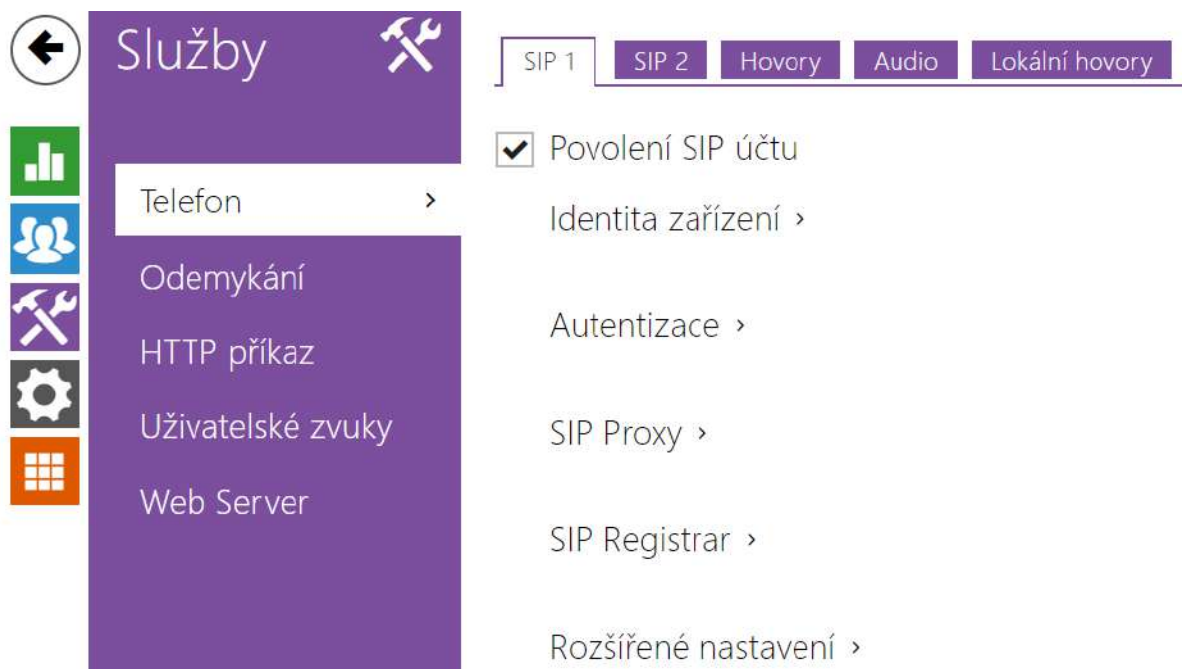 Služby
SIP 1 SIP 2 Hovory Audio Lokální hovory
Telefon
Odemykání
HTTP příkaz
Uživatelské zvuky
Web Server
Povolení SIP účtu
Identita zařízení
Autentizace
SIP Proxy
SIP Registrar
Rozšířené nastavení